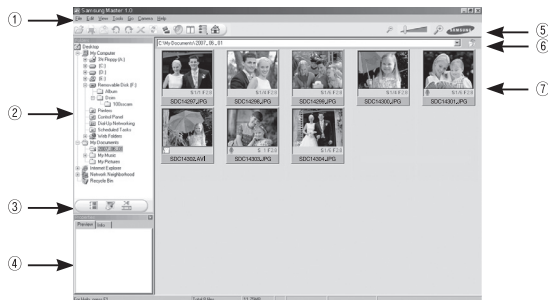 Samsung Master 1.0
File Edit View Tools Go Camera Help
①
SAMSUNG
⑤
C:\My Documents\2007_06_01
⑥
Desktop
My Computer
3½ Floppy (A:)
(C:)
(D:)
(E:)
Removable Disk (F:)
Album
Dcim
100sscam
Printers
Control Panel
Dial-Up Networking
Scheduled Tasks
Web Folders
My Documents
2007_06_01
My Music
My Pictures
Internet Explorer
Network Neighborhood
Recycle Bin
②
SDC14297.JPG
SDC14298.JPG
SDC14299.JPG
SDC14300.JPG
SDC14301.JPG
⑦
SDC14302.AVI
SDC14303.JPG
SDC14304.JPG
③
Preview Info
④